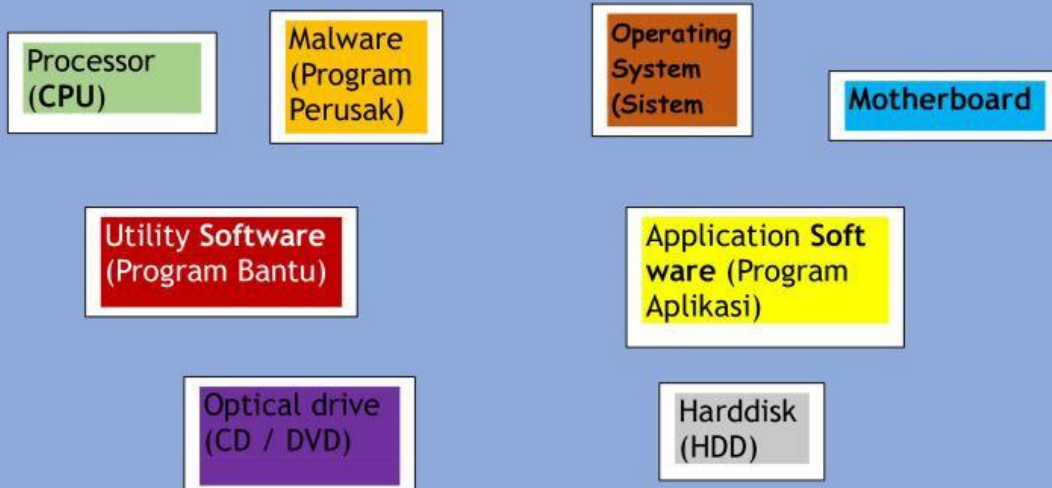 Processor
(CPU)
Malware
(Program
Perusak)
Operating
System
(Sistem
Motherboard
Utility Software
(Program Bantu)
Application Soft
ware (Program
Aplikasi)
Optical drive
(CD / DVD)
Harddisk
(HDD)